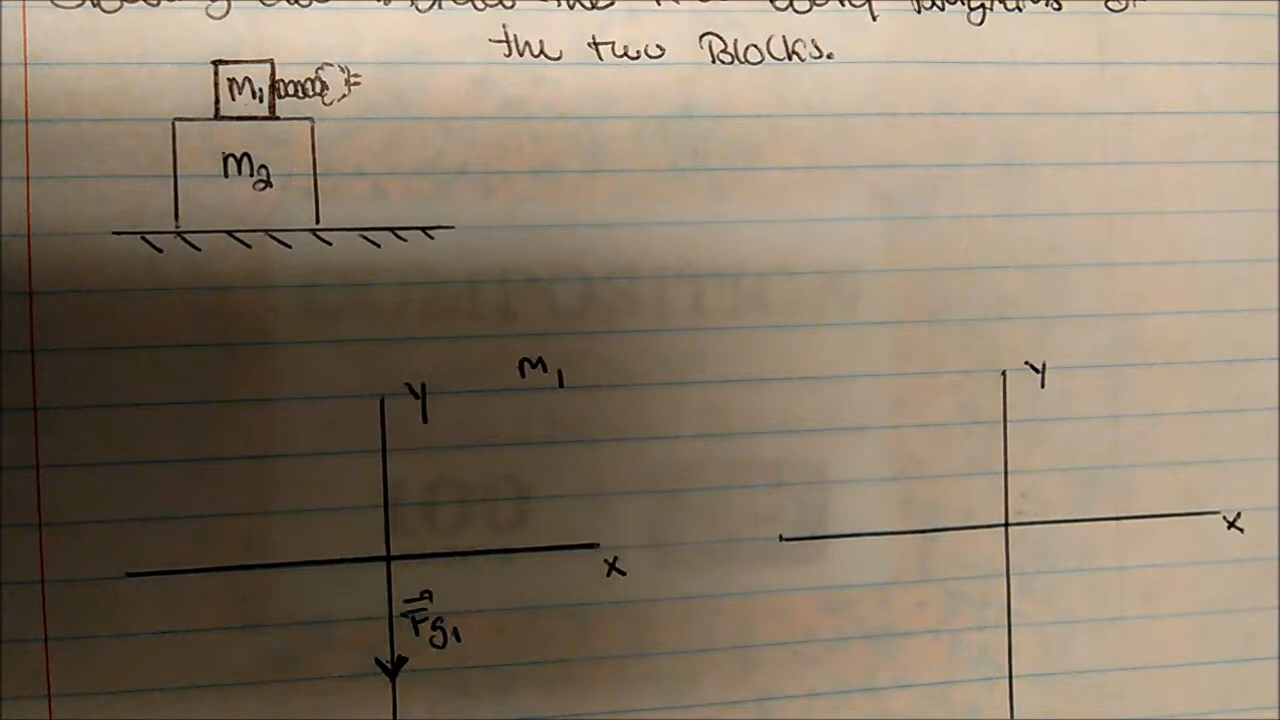 the two Blocks.
m₁
m₂
y
m₁
y
x
x
Fg₁